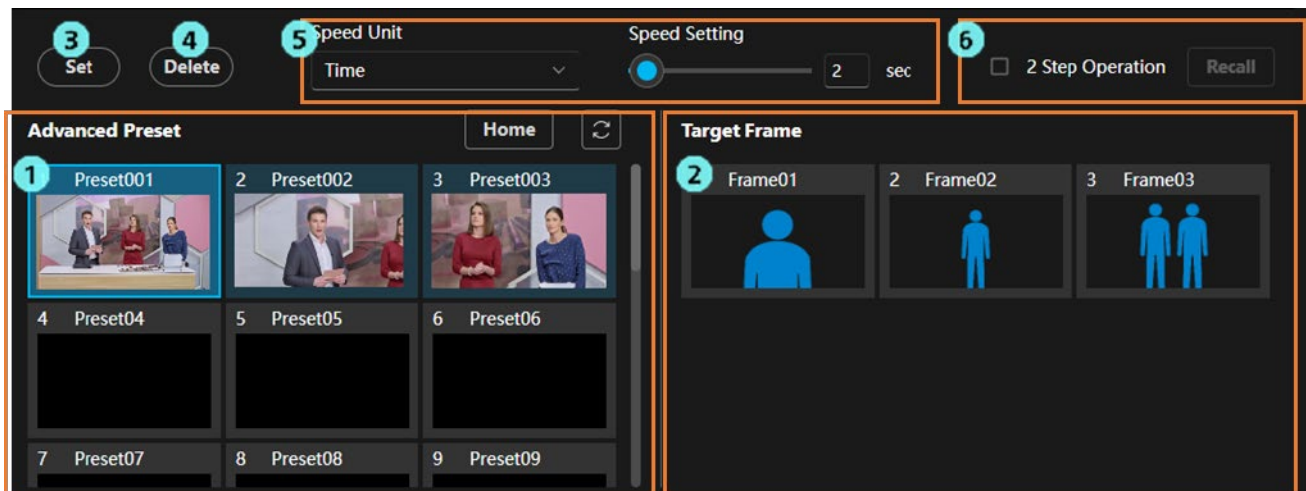 3 4 5 Speed Unit Speed Setting 6
Set Delete Time 2 sec 2 Step Operation Recall
Advanced Preset Home Target Frame
1 Preset001 2 Preset002 3 Preset003 2 Frame01 2 Frame02 3 Frame03
4 Preset04 5 Preset05 6 Preset06
7 Preset07 8 Preset08 9 Preset09